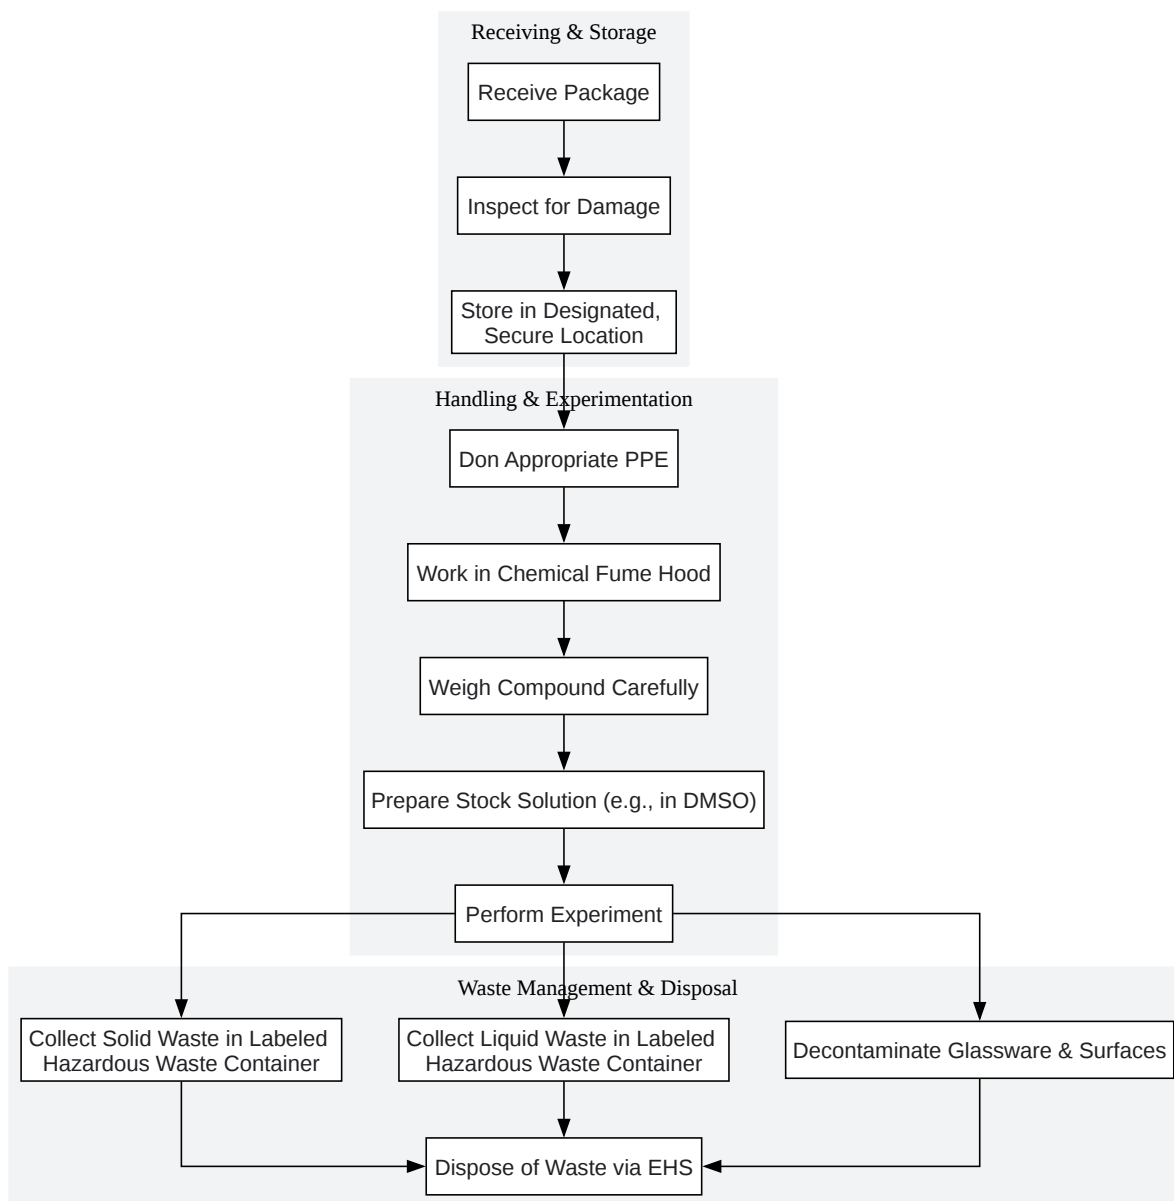 Receiving & Storage
Receive Package
Inspect for Damage
Store in Designated,
Secure Location
Handling & Experimentation
Don Appropriate PPE
Work in Chemical Fume Hood
Weigh Compound Carefully
Prepare Stock Solution (e.g., in DMSO)
Perform Experiment
Waste Management & Disposal
Collect Solid Waste in Labeled
Hazardous Waste Container
Collect Liquid Waste in Labeled
Hazardous Waste Container
Decontaminate Glassware & Surfaces
Dispose of Waste via EHS